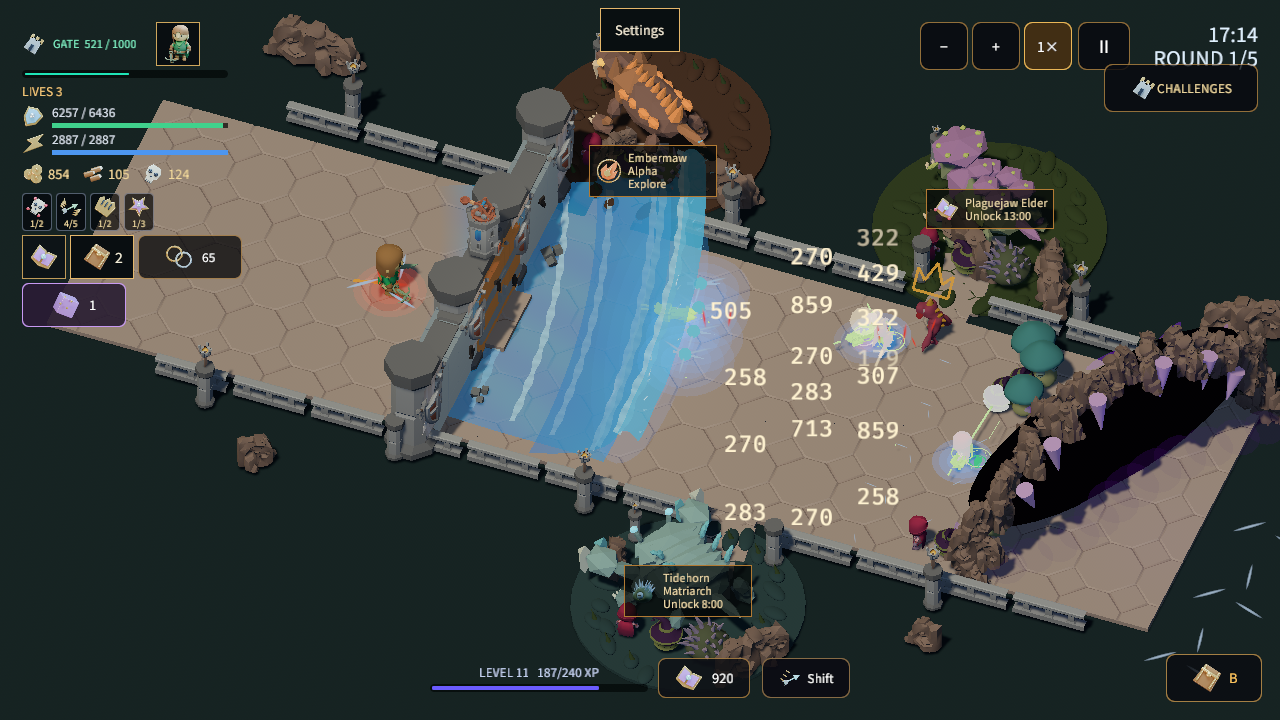 Settings
GATE 521 / 1000
LIVES 3
6257 / 6436
2887 / 2887
854
105
124
1/2
4/5
1/2
1/3
2
65
1
−
+
1×
II
17:14
ROUND 1/5
CHALLENGES
Embermaw
Alpha
Explore
Plaguejaw Elder
Unlock 13:00
322
270
429
505
859
322
270
179
307
258
283
713
859
270
258
283
270
Tidehorn
Matriarch
Unlock 8:00
LEVEL 11 187/240 XP
920
Shift
B